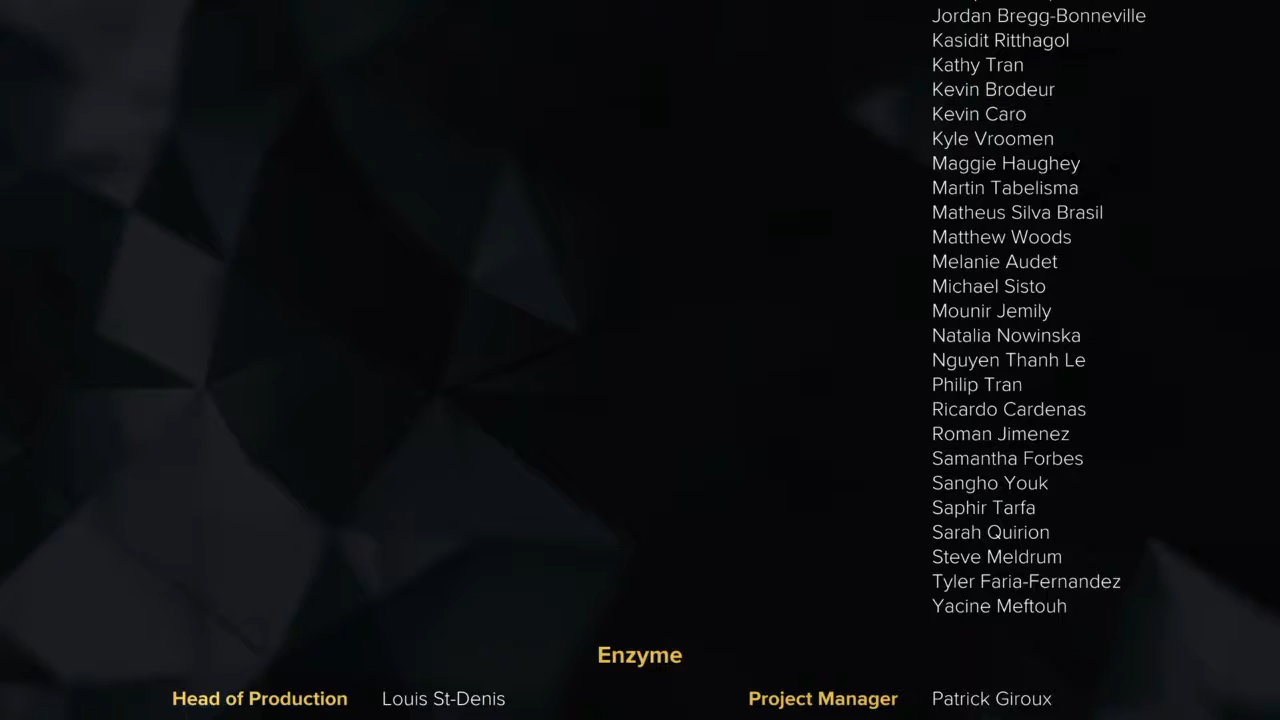 Jordan Bregg-Bonneville
Kasidit Ritthagol
Kathy Tran
Kevin Brodeur
Kevin Caro
Kyle Vroomen
Maggie Haughey
Martin Tabelisma
Matheus Silva Brasil
Matthew Woods
Melanie Audet
Michael Sisto
Mounir Jemily
Natalia Nowinska
Nguyen Thanh Le
Philip Tran
Ricardo Cardenas
Roman Jimenez
Samantha Forbes
Sangho Youk
Saphir Tarfa
Sarah Quirion
Steve Meldrum
Tyler Faria-Fernandez
Yacine Meftouh
Enzyme
Head of Production Louis St-Denis Project Manager Patrick Giroux